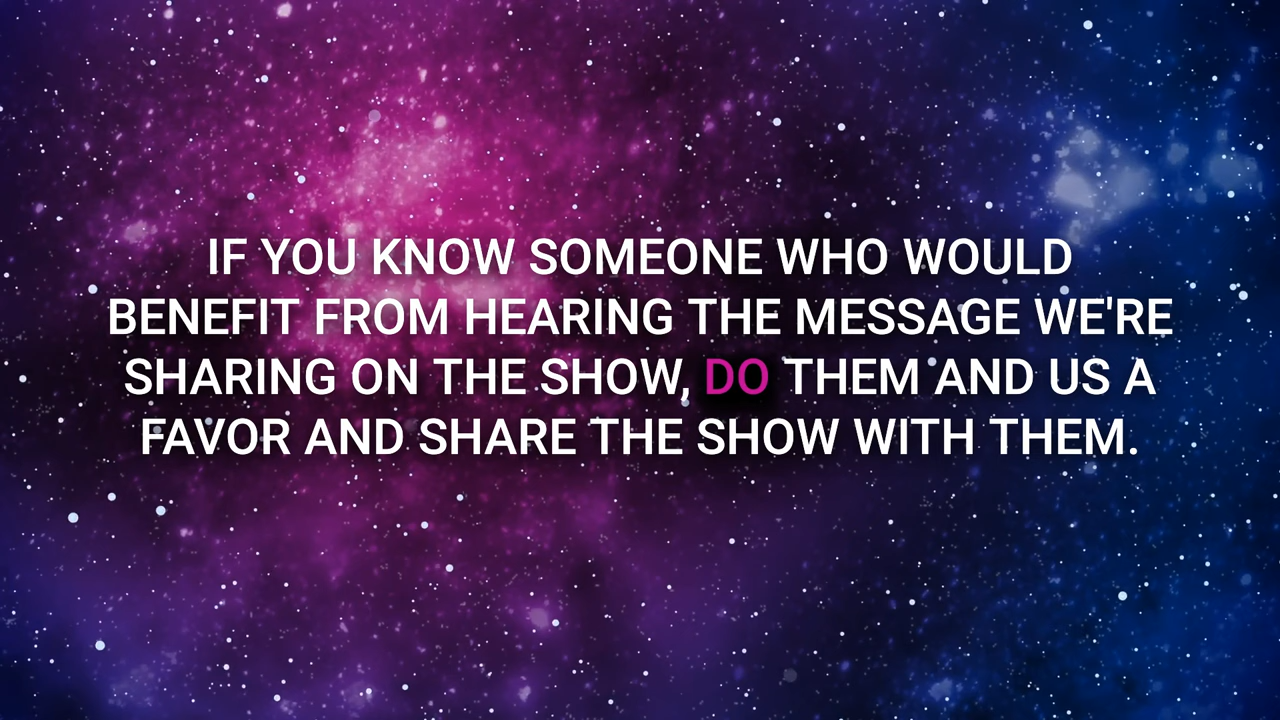 IF YOU KNOW SOMEONE WHO WOULD
BENEFIT FROM HEARING THE MESSAGE WE'RE
SHARING ON THE SHOW, DO THEM AND US A
FAVOR AND SHARE THE SHOW WITH THEM.